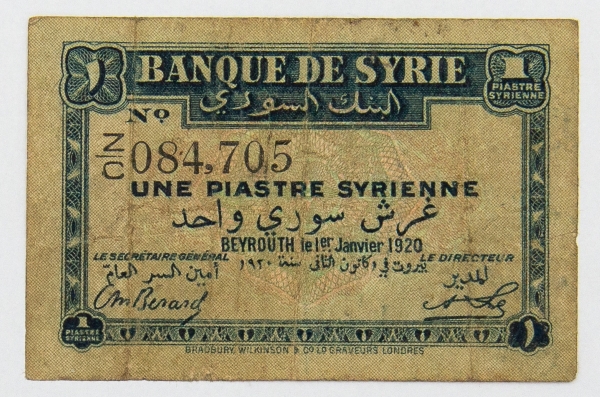 ١ BANQUE DE SYRIE 1
PIASTRE
SYRIENNE
البنك السوري
No
084,705
UNE PIASTRE SYRIENNE
غرش سوري واحد
BEYROUTH le 1er Janvier 1920
LE SECRÉTAIRE GÉNÉRAL
LE DIRECTEUR
بيروت في ١ كانون الثاني سنة ١٩٢٠
أمين السر العام
المدير
1
PIASTRE
SYRIENNE
١
BRADBURY, WILKINSON & Co LD GRAVEURS LONDRES